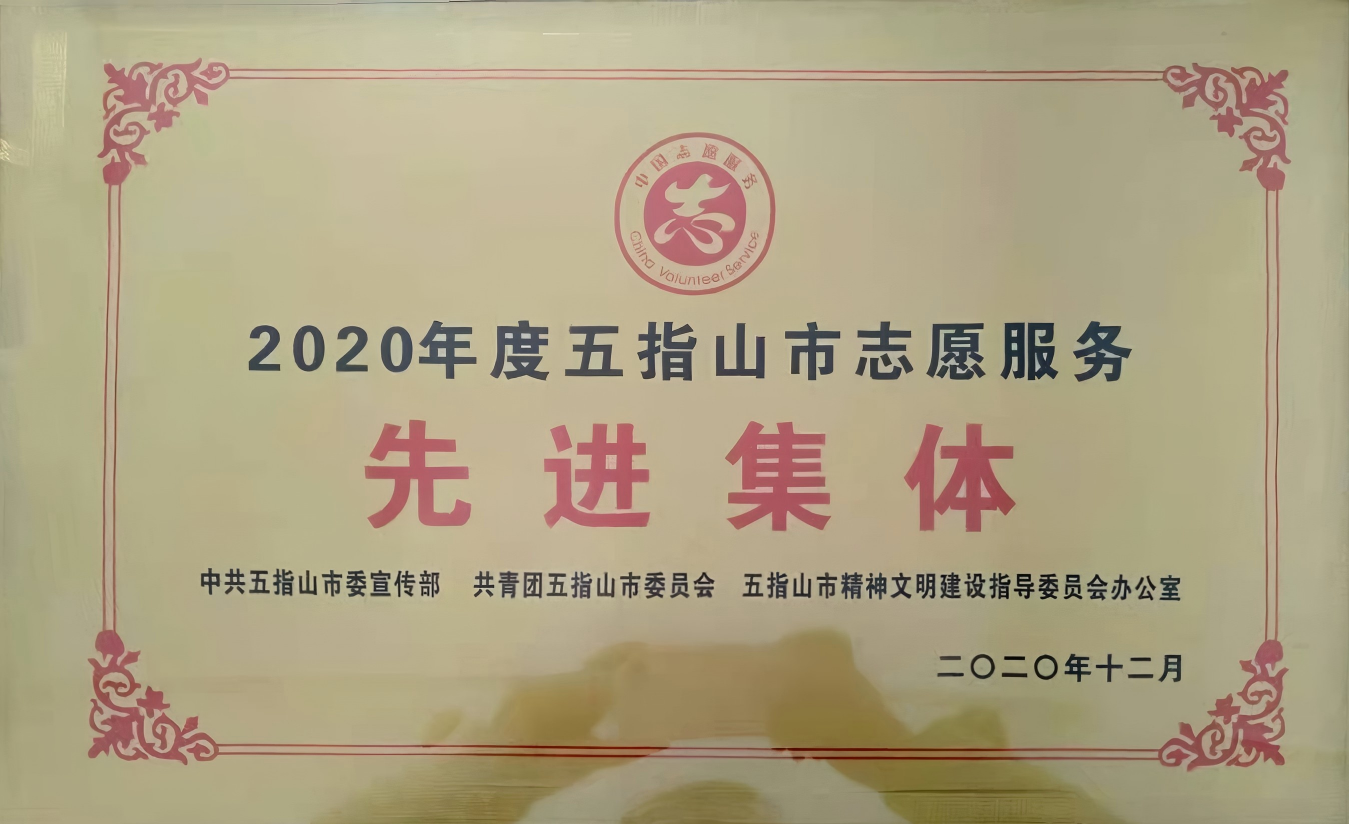 中国志愿服务
China Volunteer Service
2020年度五指山市志愿服务
先进集体
中共五指山市委宣传部 共青团五指山市委员会 五指山市精神文明建设指导委员会办公室
二〇二〇年十二月